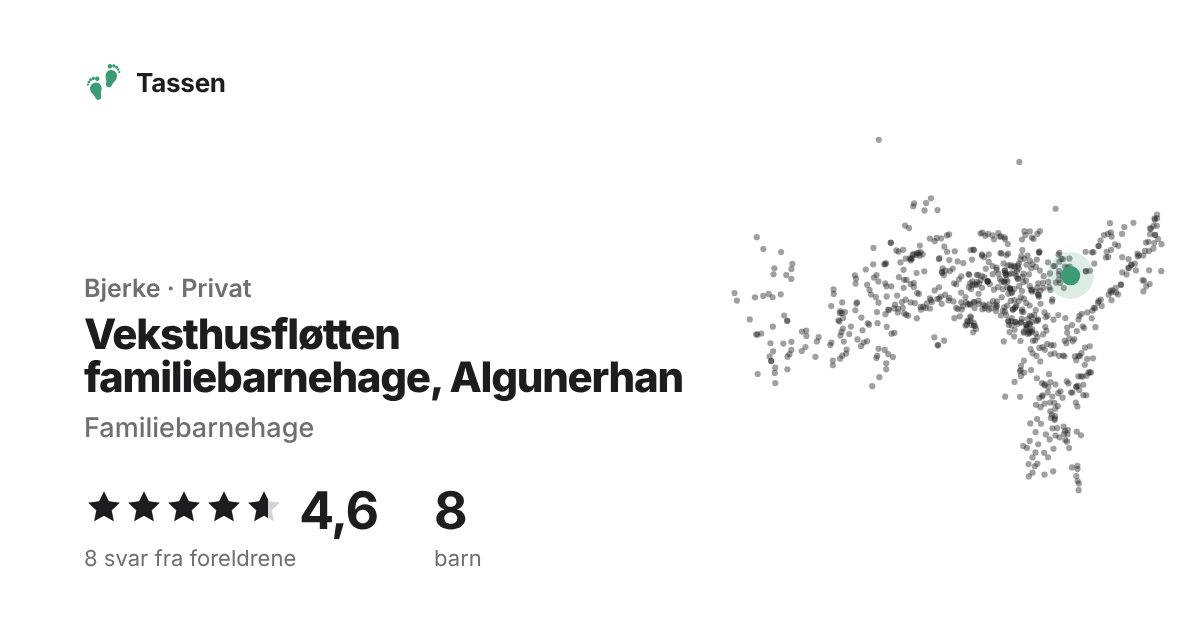 Tassen
Bjerke · Privat
Veksthusfløtten
familiebarnehage, Algunerhan
Familiebarnehage
4,6
8
8 svar fra foreldrene
barn